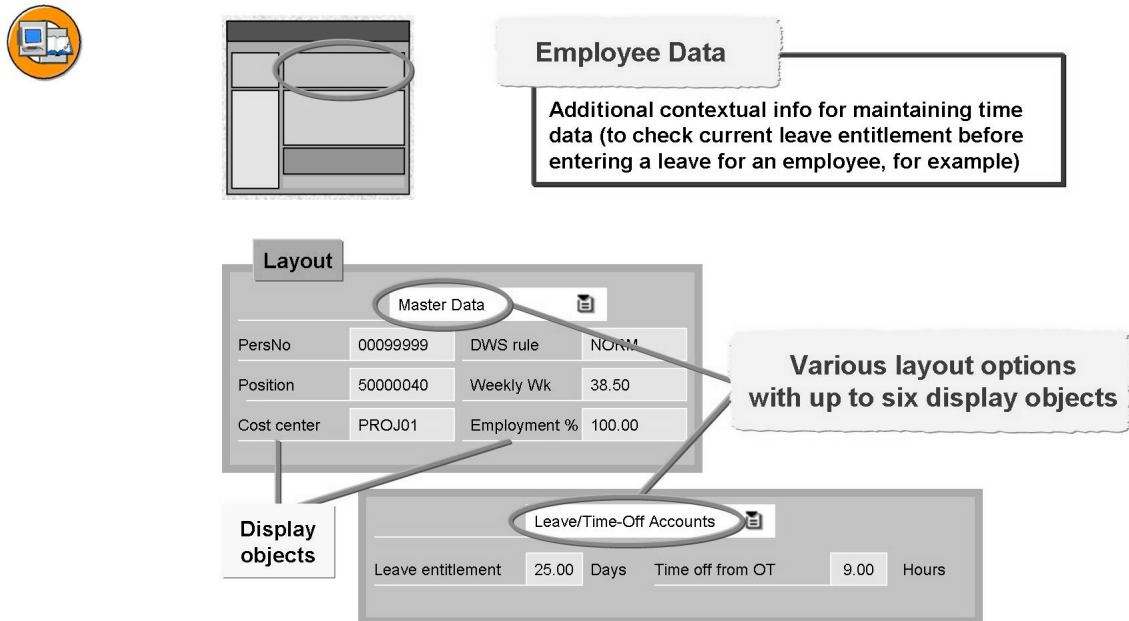 Employee Data
Additional contextual info for maintaining time
data (to check current leave entitlement before
entering a leave for an employee, for example)
Layout
Master Data
PersNo 00099999 DWS rule NORM
Position 50000040 Weekly Wk 38.50
Cost center PROJ01 Employment % 100.00
Various layout options
with up to six display objects
Display
objects
Leave/Time-Off Accounts
Leave entitlement 25.00 Days Time off from OT 9.00 Hours